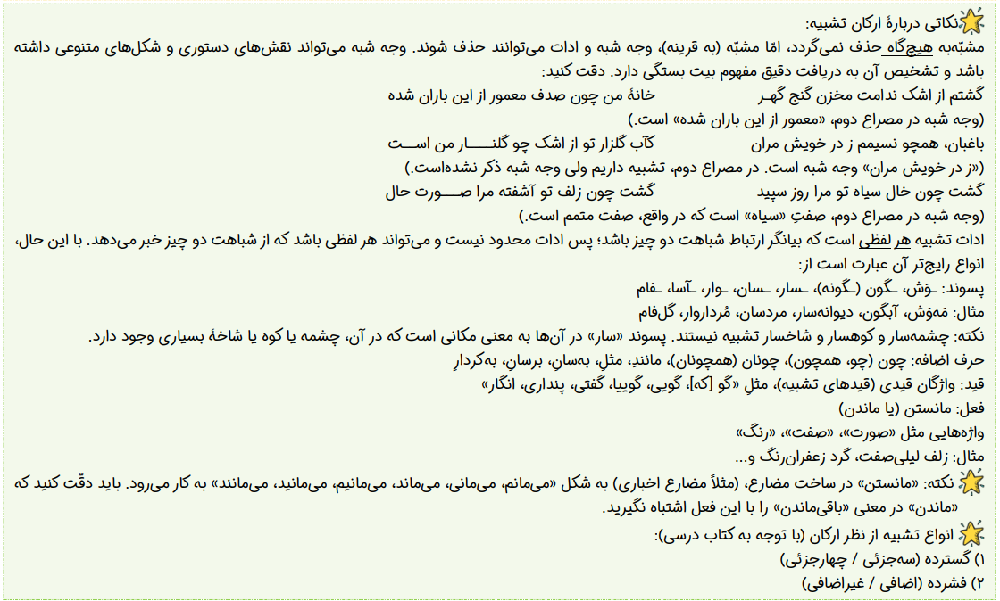 نکاتی دربارهٔ ارکان تشبیه:
مشبّه‌به هیچ‌گاه حذف نمی‌گردد، امّا مشبّه (به قرینه)، وجه شبه و ادات می‌توانند حذف شوند. وجه شبه می‌تواند نقش‌های دستوری و شکل‌های متنوعی داشته
باشد و تشخیص آن به دریافت دقیق مفهوم بیت بستگی دارد. دقت کنید:
گشتم از اشک ندامت مخزن گنج گهـر خانهٔ من چون صدف معمور از این باران شده
(وجه شبه در مصراع دوم، «معمور از این باران شده» است.)
باغبان، همچو نسیمم ز در خویش مران کآب گلزار تو از اشک چو گلنــــار من اســت
(«ز در خویش مران» وجه شبه است. در مصراع دوم، تشبیه داریم ولی وجه شبه ذکر نشده‌است.)
گشت چون خال سیاه تو مرا روز سپید گشت چون زلف تو آشفته مرا صـــورت حال
(وجه شبه در مصراع دوم، صفتِ «سیاه» است که در واقع، صفت متمم است.)
ادات تشبیه هر لفظی است که بیانگر ارتباط شباهت دو چیز باشد؛ پس ادات محدود نیست و می‌تواند هر لفظی باشد که از شباهت دو چیز خبر می‌دهد. با این حال،
انواع رایج‌تر آن عبارت است از:
پسوند: ـوَش، ـگون (ـگونه)، ـسار، ـسان، ـوار، ـآسا، ـفام
مثال: مَه‌وَش، آبگون، دیوانه‌سار، مردسان، مُرداروار، گل‌فام
نکته: چشمه‌سار و کوهسار و شاخسار تشبیه نیستند. پسوند «سار» در آن‌ها به معنی مکانی است که در آن، چشمه یا کوه یا شاخهٔ بسیاری وجود دارد.
حرف اضافه: چون (چو، همچون)، چونان (همچونان)، مانندِ، مثلِ، به‌سانِ، برسانِ، به‌کردارِ
قید: واژگان قیدی (قیدهای تشبیه)، مثلِ «گو [که]، گویی، گوییا، گفتی، پنداری، انگار»
فعل: مانستن (یا ماندن)
واژه‌هایی مثل «صورت»، «صفت»، «رنگ»
مثال: زلف لیلی‌صفت، گرد زعفران‌رنگ و...
نکته: «مانستن» در ساخت مضارع، (مثلاً مضارع اخباری) به شکل «می‌مانم، می‌مانی، می‌ماند، می‌مانیم، می‌مانید، می‌مانند» به کار می‌رود. باید دقّت کنید که
«ماندن» در معنی «باقی‌ماندن» را با این فعل اشتباه نگیرید.
انواع تشبیه از نظر ارکان (با توجه به کتاب درسی):
۱) گسترده (سه‌جزئی / چهارجزئی)
۲) فشرده (اضافی / غیراضافی)